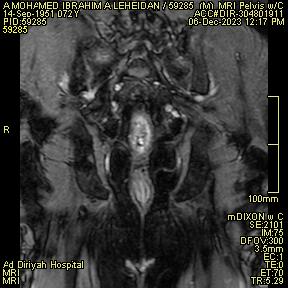 A MOHAMED IBRAHIM A LEHEIDAN / 59285 (M) MRI Pelvis w/C
14-Sep-1951 072Y ACC#DIR-304801911
PID:59285 06-Dec-2023 12:17 PM
59285
R
100mm
mDIXON w C
SE:2101
IM:75
DFOV:300
3.5mm
EC:1
Ad Diriyah Hospital TE:0
MRI ET:70
MRI TR:5.29